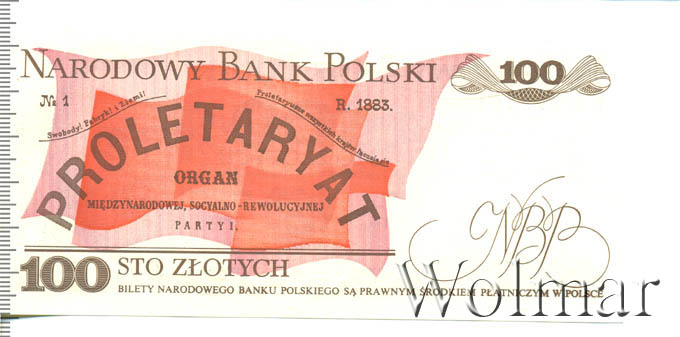 NARODOWY BANK POLSKI
100
№ 1
R. 1883.
Swobody! Fabryk! i Ziemi!
Proletaryusze wszystkich krajów łączcie się
PROLETARYAT
ORGAN
MIĘDZYNARODOWEJ, SOCYALNO-REWOLUCYJNEJ
PARTYI.
NBP
100 STO ZŁOTYCH
BILETY NARODOWEGO BANKU POLSKIEGO SĄ PRAWNYM ŚRODKIEM PŁATNICZYM W POLSCE
Wolmar